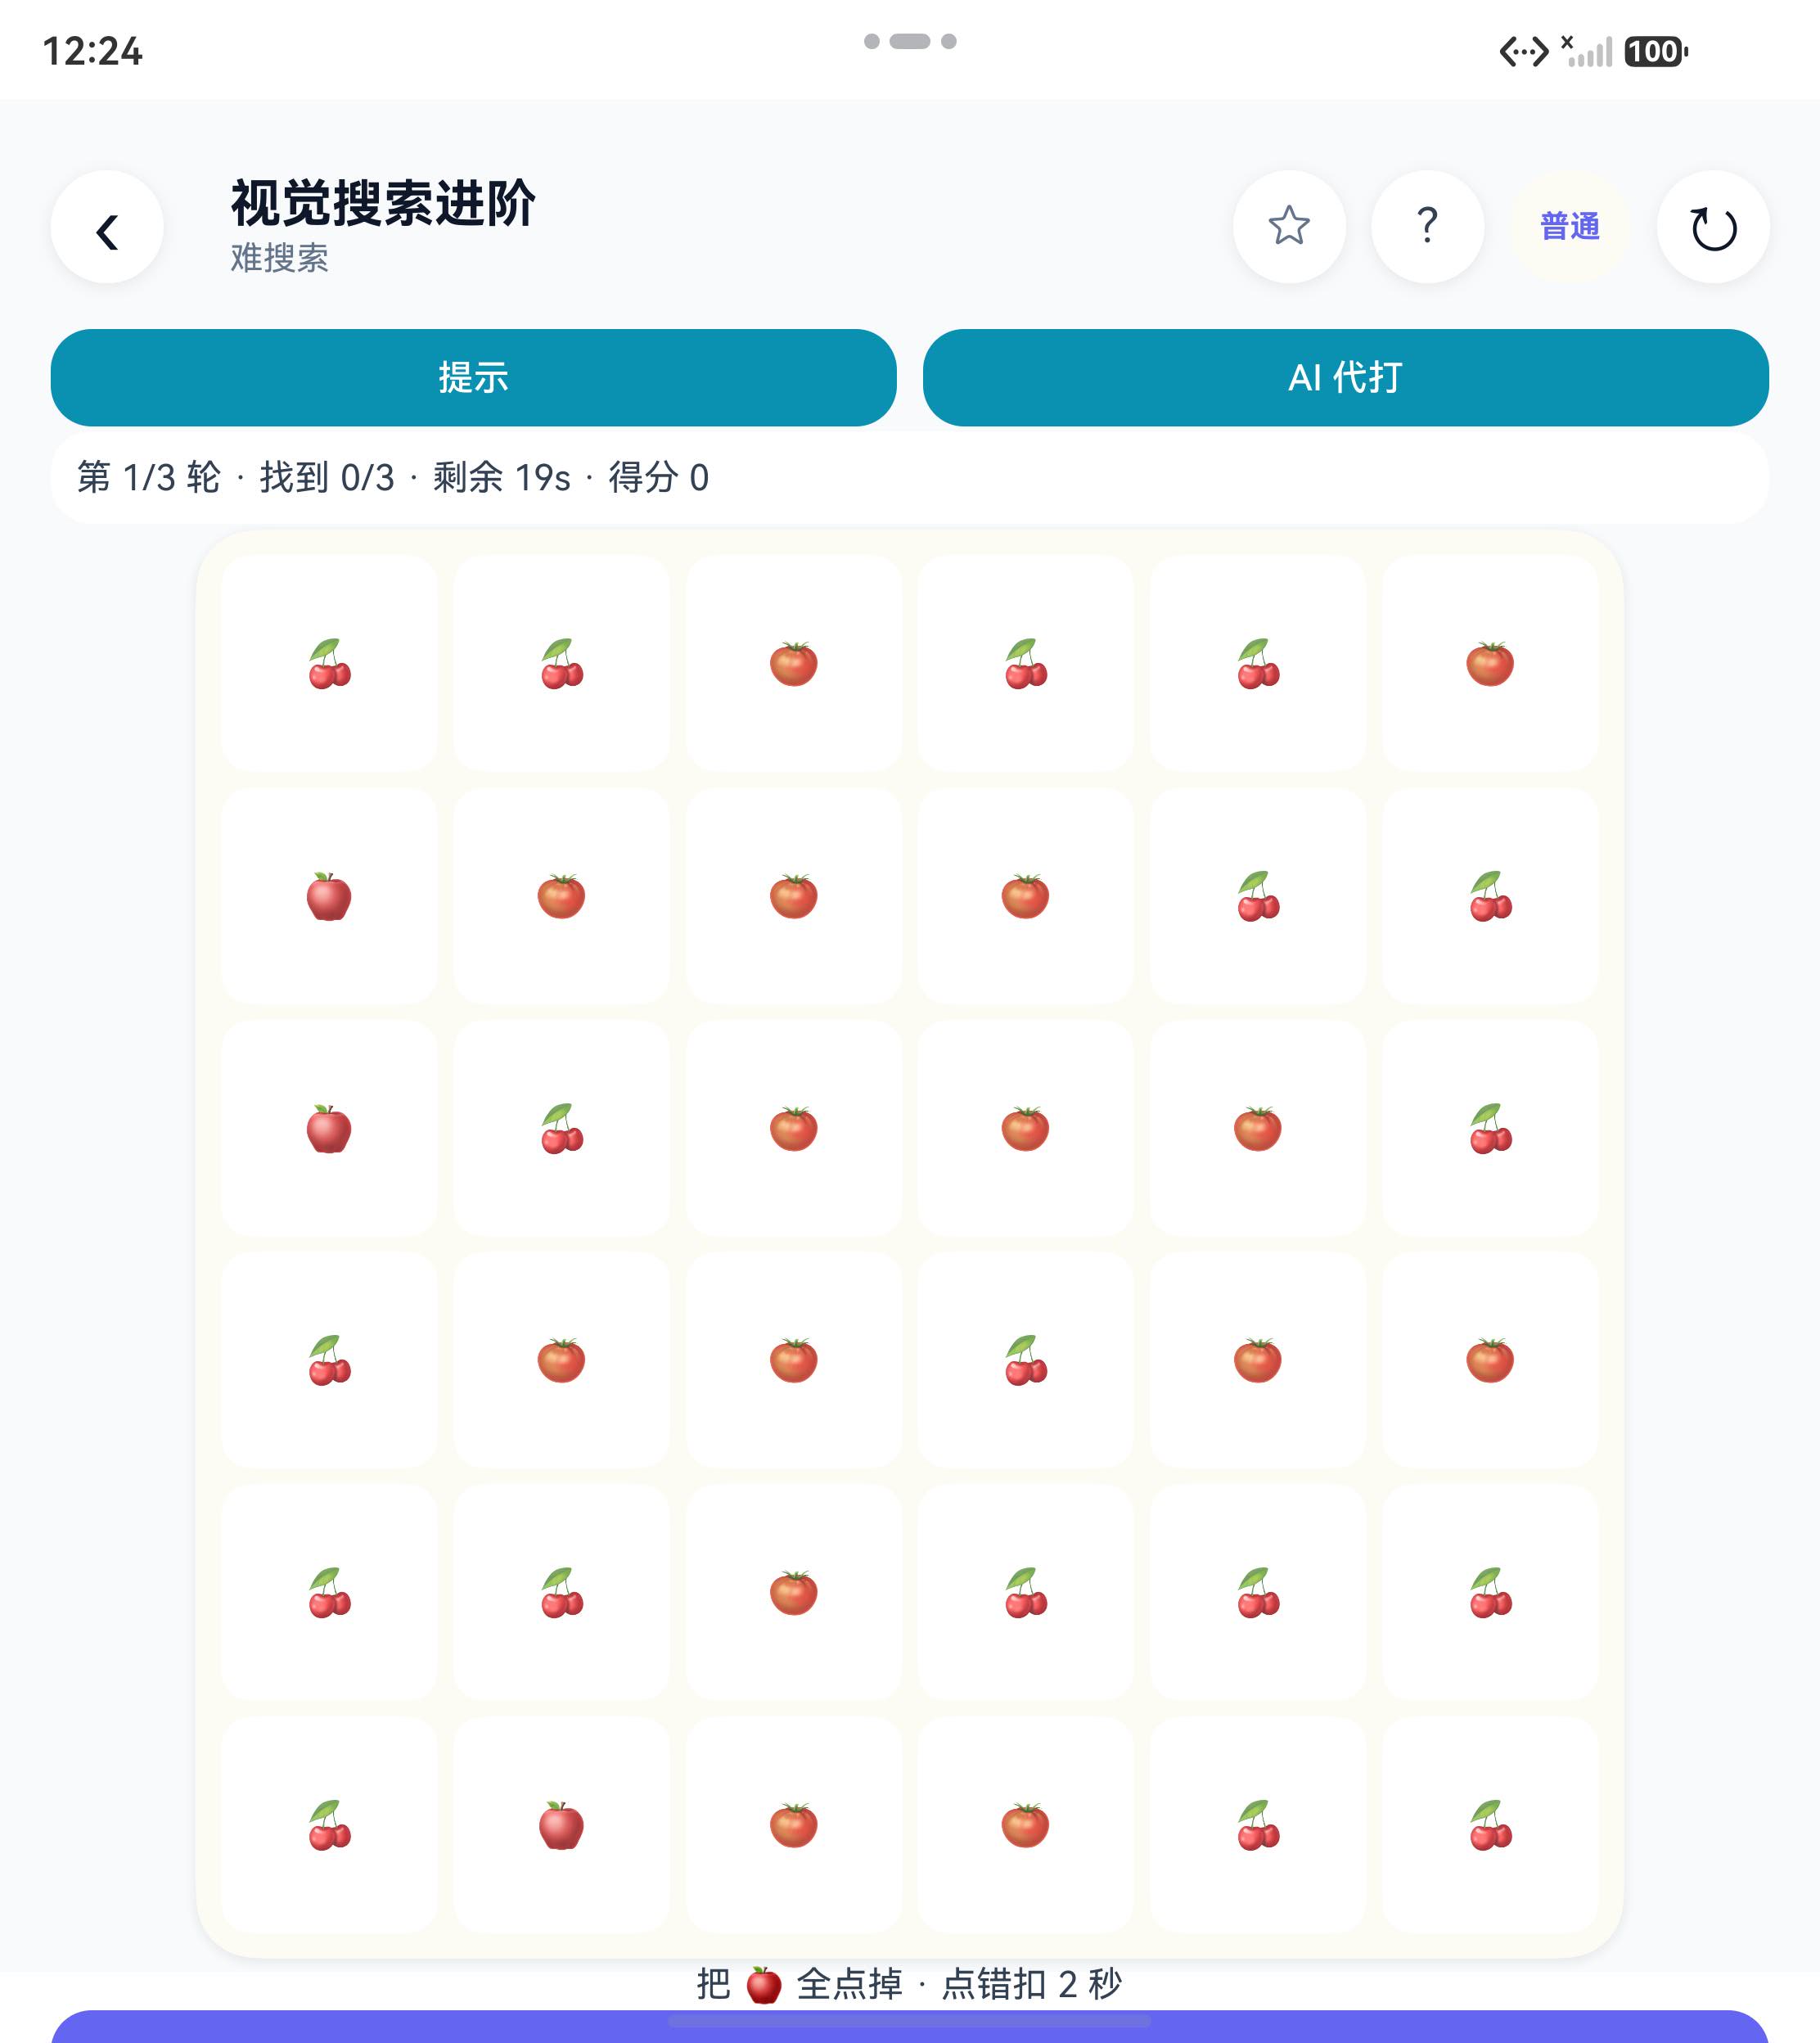 12:24
100
视觉搜索进阶
难搜索
?
普通
提示
AI 代打
第 1/3 轮 · 找到 0/3 · 剩余 19s · 得分 0
把 🍎 全点掉 · 点错扣 2 秒